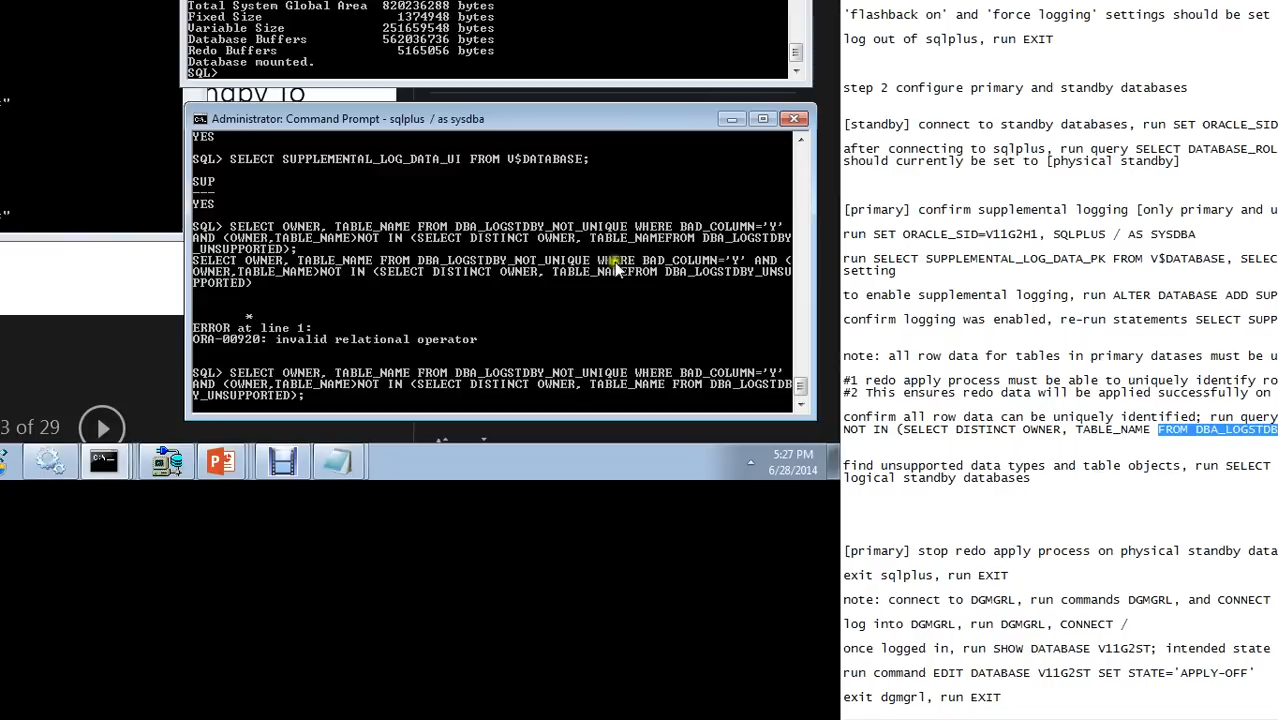 Total System Global Area  820236288 bytes
Fixed Size                  1374948 bytes
Variable Size             251659548 bytes
Database Buffers          562036736 bytes
Redo Buffers                5165056 bytes
Database mounted.
SQL>
ndby To
Administrator: Command Prompt - sqlplus / as sysdba
YES
SQL> SELECT SUPPLEMENTAL_LOG_DATA_UI FROM V$DATABASE;
SUP
---
YES
SQL> SELECT OWNER, TABLE_NAME FROM DBA_LOGSTDBY_NOT_UNIQUE WHERE BAD_COLUMN='Y'
AND (OWNER,TABLE_NAME)NOT IN (SELECT DISTINCT OWNER, TABLE_NAMEFROM DBA_LOGSTDBY
_UNSUPPORTED);
SELECT OWNER, TABLE_NAME FROM DBA_LOGSTDBY_NOT_UNIQUE WHERE BAD_COLUMN='Y' AND (
OWNER,TABLE_NAME)NOT IN (SELECT DISTINCT OWNER, TABLE_NAMEFROM DBA_LOGSTDBY_UNSU
PPORTED)
*
ERROR at line 1:
ORA-00920: invalid relational operator
SQL> SELECT OWNER, TABLE_NAME FROM DBA_LOGSTDBY_NOT_UNIQUE WHERE BAD_COLUMN='Y'
AND (OWNER,TABLE_NAME)NOT IN (SELECT DISTINCT OWNER, TABLE_NAME FROM DBA_LOGSTDB
Y_UNSUPPORTED);
3 of 29
5:27 PM
6/28/2014
'flashback on' and 'force logging' settings should be set
log out of sqlplus, run EXIT
step 2 configure primary and standby databases
[standby] connect to standby databases, run SET ORACLE_SID
after connecting to sqlplus, run query SELECT DATABASE_ROL
should currently be set to [physical standby]
[primary] confirm supplemental logging [only primary and u
run SET ORACLE_SID=V11G2H1, SQLPLUS / AS SYSDBA
run SELECT SUPPLEMENTAL_LOG_DATA_PK FROM V$DATABASE, SELEC
setting
to enable supplemental logging, run ALTER DATABASE ADD SUP
confirm logging was enabled, re-run statements SELECT SUPP
note: all row data for tables in primary datases must be u
#1 redo apply process must be able to uniquely identify ro
#2 This ensures redo data will be applied successfully on
confirm all row data can be uniquely identified; run query
NOT IN (SELECT DISTINCT OWNER, TABLE_NAME FROM DBA_LOGSTDB
find unsupported data types and table objects, run SELECT
logical standby databases
[primary] stop redo apply process on physical standby data
exit sqlplus, run EXIT
note: connect to DGMGRL, run commands DGMGRL, and CONNECT
log into DGMGRL, run DGMGRL, CONNECT /
once logged in, run SHOW DATABASE V11G2ST; intended state
run command EDIT DATABASE V11G2ST SET STATE='APPLY-OFF'
exit dgmgrl, run EXIT